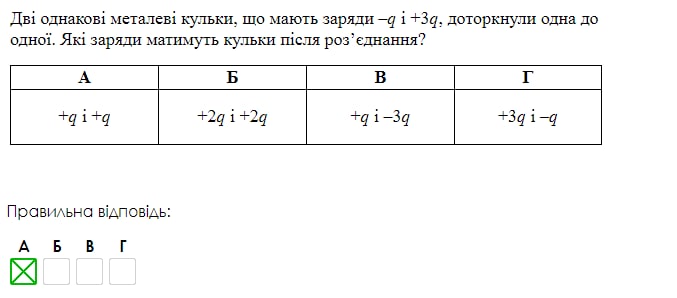 Дві однакові металеві кульки, що мають заряди –q і +3q, доторкнули одна до
одної. Які заряди матимуть кульки після роз’єднання?
А Б В Г
+q і +q +2q і +2q +q і –3q +3q і –q
Правильна відповідь:
А Б В Г